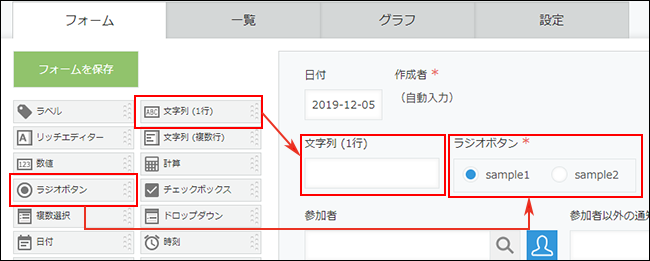 フォーム 一覧 グラフ 設定
フォームを保存
ラベル
ABC 文字列 (1行)
A リッチエディター
文字列 (複数行)
123 数値
計算
ラジオボタン
チェックボックス
複数選択
ドロップダウン
日付
時刻
日付 作成者 *
2019-12-05 (自動入力)
文字列 (1行)
ラジオボタン *
sample1 sample2
参加者
参加者以外の通知